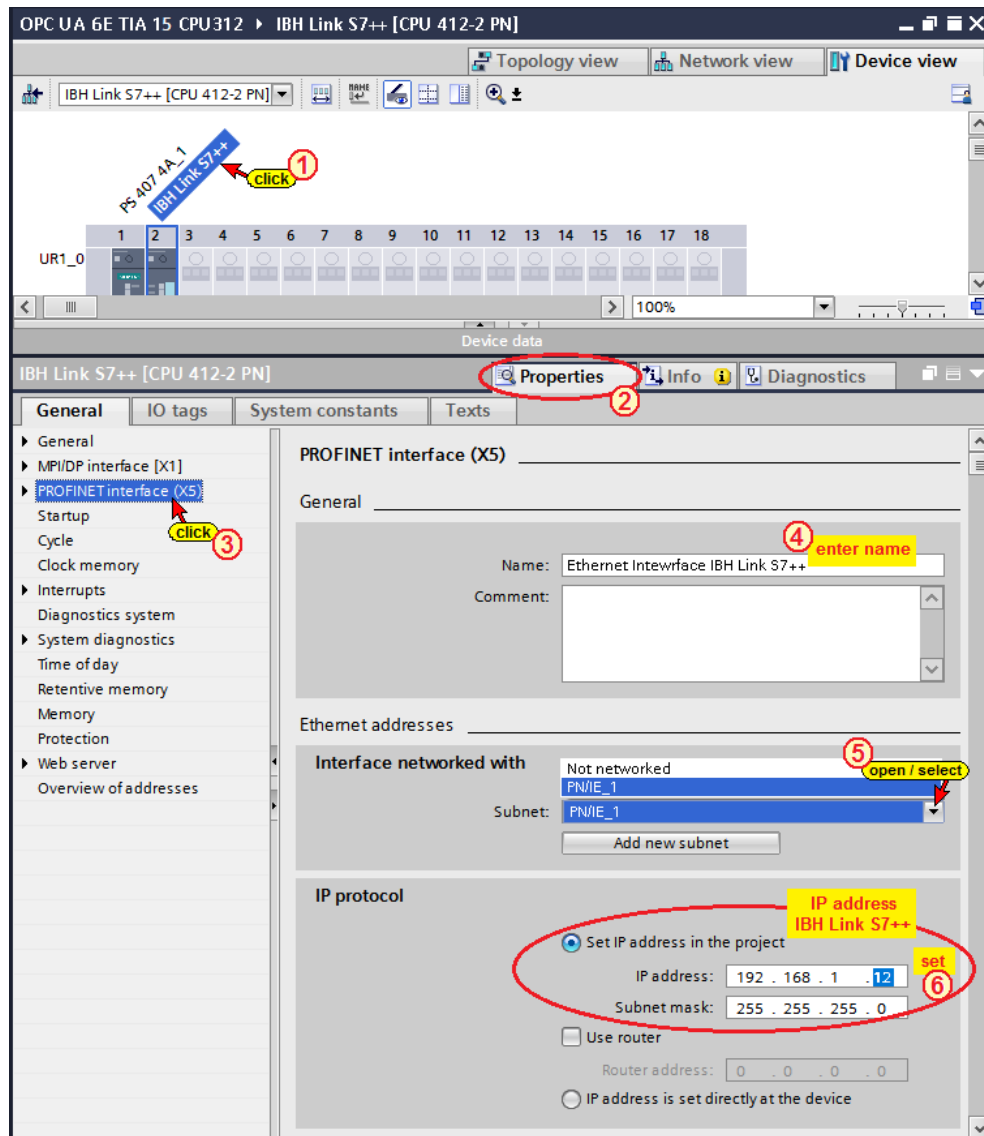 OPC UA 6E TIA 15 CPU312 ▸ IBH Link S7++ [CPU 412-2 PN]
Topology view Network view Device view
IBH Link S7++ [CPU 412-2 PN]
PS 407 4A_1
IBH Link S7++
click 1
1 2 3 4 5 6 7 8 9 10 11 12 13 14 15 16 17 18
UR1_0
100%
Device data
IBH Link S7++ [CPU 412-2 PN]
Properties Info Diagnostics
2
General IO tags System constants Texts
General
MPI/DP interface [X1]
PROFINET interface (X5)
Startup
click 3
Cycle
Clock memory
Interrupts
Diagnostics system
System diagnostics
Time of day
Retentive memory
Memory
Protection
Web server
Overview of addresses
PROFINET interface (X5)
General
4 enter name
Name: Ethernet Intewrface IBH Link S7++
Comment:
Ethernet addresses
Interface networked with
5 open / select
Not networked
PN/IE_1
Subnet: PN/IE_1
Add new subnet
IP protocol
IP address
IBH Link S7++
Set IP address in the project
set
6
IP address: 192 . 168 . 1 . 12
Subnet mask: 255 . 255 . 255 . 0
Use router
Router address: 0 . 0 . 0 . 0
IP address is set directly at the device